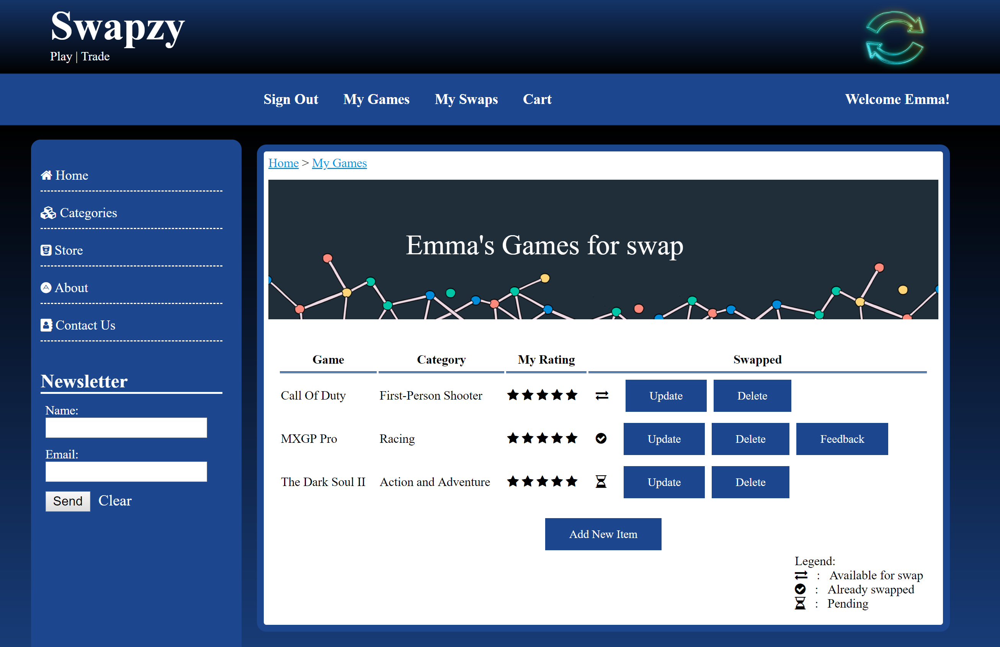 Swapzy
Play | Trade
Sign Out My Games My Swaps Cart Welcome Emma!
Home
Categories
Store
About
Contact Us
Newsletter
Name:
Email:
Send Clear
Home > My Games
Emma's Games for swap
Game Category My Rating Swapped
Call Of Duty First-Person Shooter Update Delete
MXGP Pro Racing Update Delete Feedback
The Dark Soul II Action and Adventure Update Delete
Add New Item
Legend:
: Available for swap
: Already swapped
: Pending